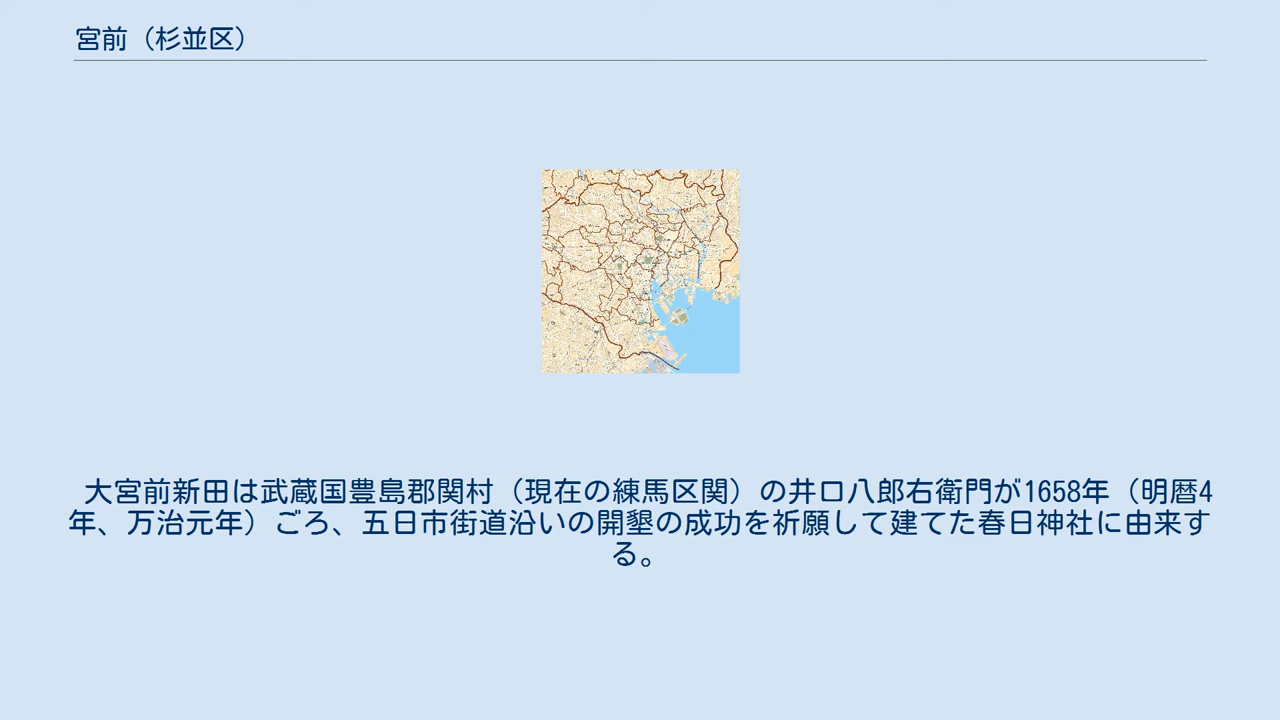 宮前（杉並区）
大宮前新田は武蔵国豊島郡関村（現在の練馬区関）の井口八郎右衛門が1658年（明暦4
年、万治元年）ごろ、五日市街道沿いの開墾の成功を祈願して建てた春日神社に由来す
る。